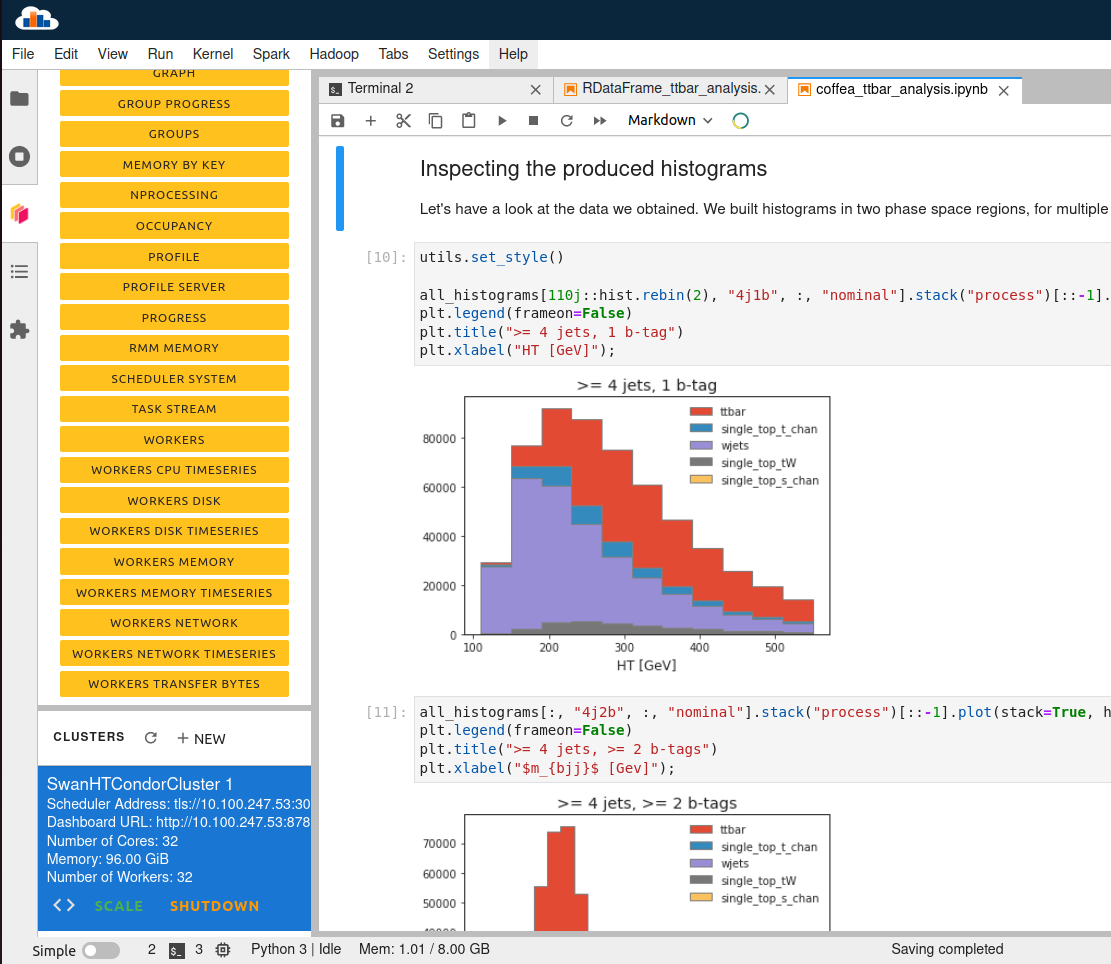 File Edit View Run Kernel Spark Hadoop Tabs Settings Help
GRAPH
GROUP PROGRESS
GROUPS
MEMORY BY KEY
NPROCESSING
OCCUPANCY
PROFILE
PROFILE SERVER
PROGRESS
RMM MEMORY
SCHEDULER SYSTEM
TASK STREAM
WORKERS
WORKERS CPU TIMESERIES
WORKERS DISK
WORKERS DISK TIMESERIES
WORKERS MEMORY
WORKERS MEMORY TIMESERIES
WORKERS NETWORK
WORKERS NETWORK TIMESERIES
WORKERS TRANSFER BYTES
CLUSTERS + NEW
SwanHTCondorCluster 1
Scheduler Address: tls://10.100.247.53:30
Dashboard URL: http://10.100.247.53:878
Number of Cores: 32
Memory: 96.00 GiB
Number of Workers: 32
<> SCALE SHUTDOWN
Terminal 2 RDataFrame_ttbar_analysis. coffea_ttbar_analysis.ipynb
Markdown
Inspecting the produced histograms
Let's have a look at the data we obtained. We built histograms in two phase space regions, for multiple
[10]: utils.set_style()
all_histograms[110j::hist.rebin(2), "4j1b", :, "nominal"].stack("process")[::-1].
plt.legend(frameon=False)
plt.title(">= 4 jets, 1 b-tag")
plt.xlabel("HT [GeV]");
>= 4 jets, 1 b-tag
ttbar
single_top_t_chan
wjets
single_top_tW
single_top_s_chan
80000
60000
40000
20000
0
100 200 300 400 500
HT [GeV]
[11]: all_histograms[:, "4j2b", :, "nominal"].stack("process")[::-1].plot(stack=True, h
plt.legend(frameon=False)
plt.title(">= 4 jets, >= 2 b-tags")
plt.xlabel("$m_{bjj}$ [Gev]");
>= 4 jets, >= 2 b-tags
ttbar
single_top_t_chan
wjets
single_top_tW
single_top_s_chan
70000
60000
50000
40000
Simple 2 $_ 3 Python 3 | Idle Mem: 1.01 / 8.00 GB Saving completed